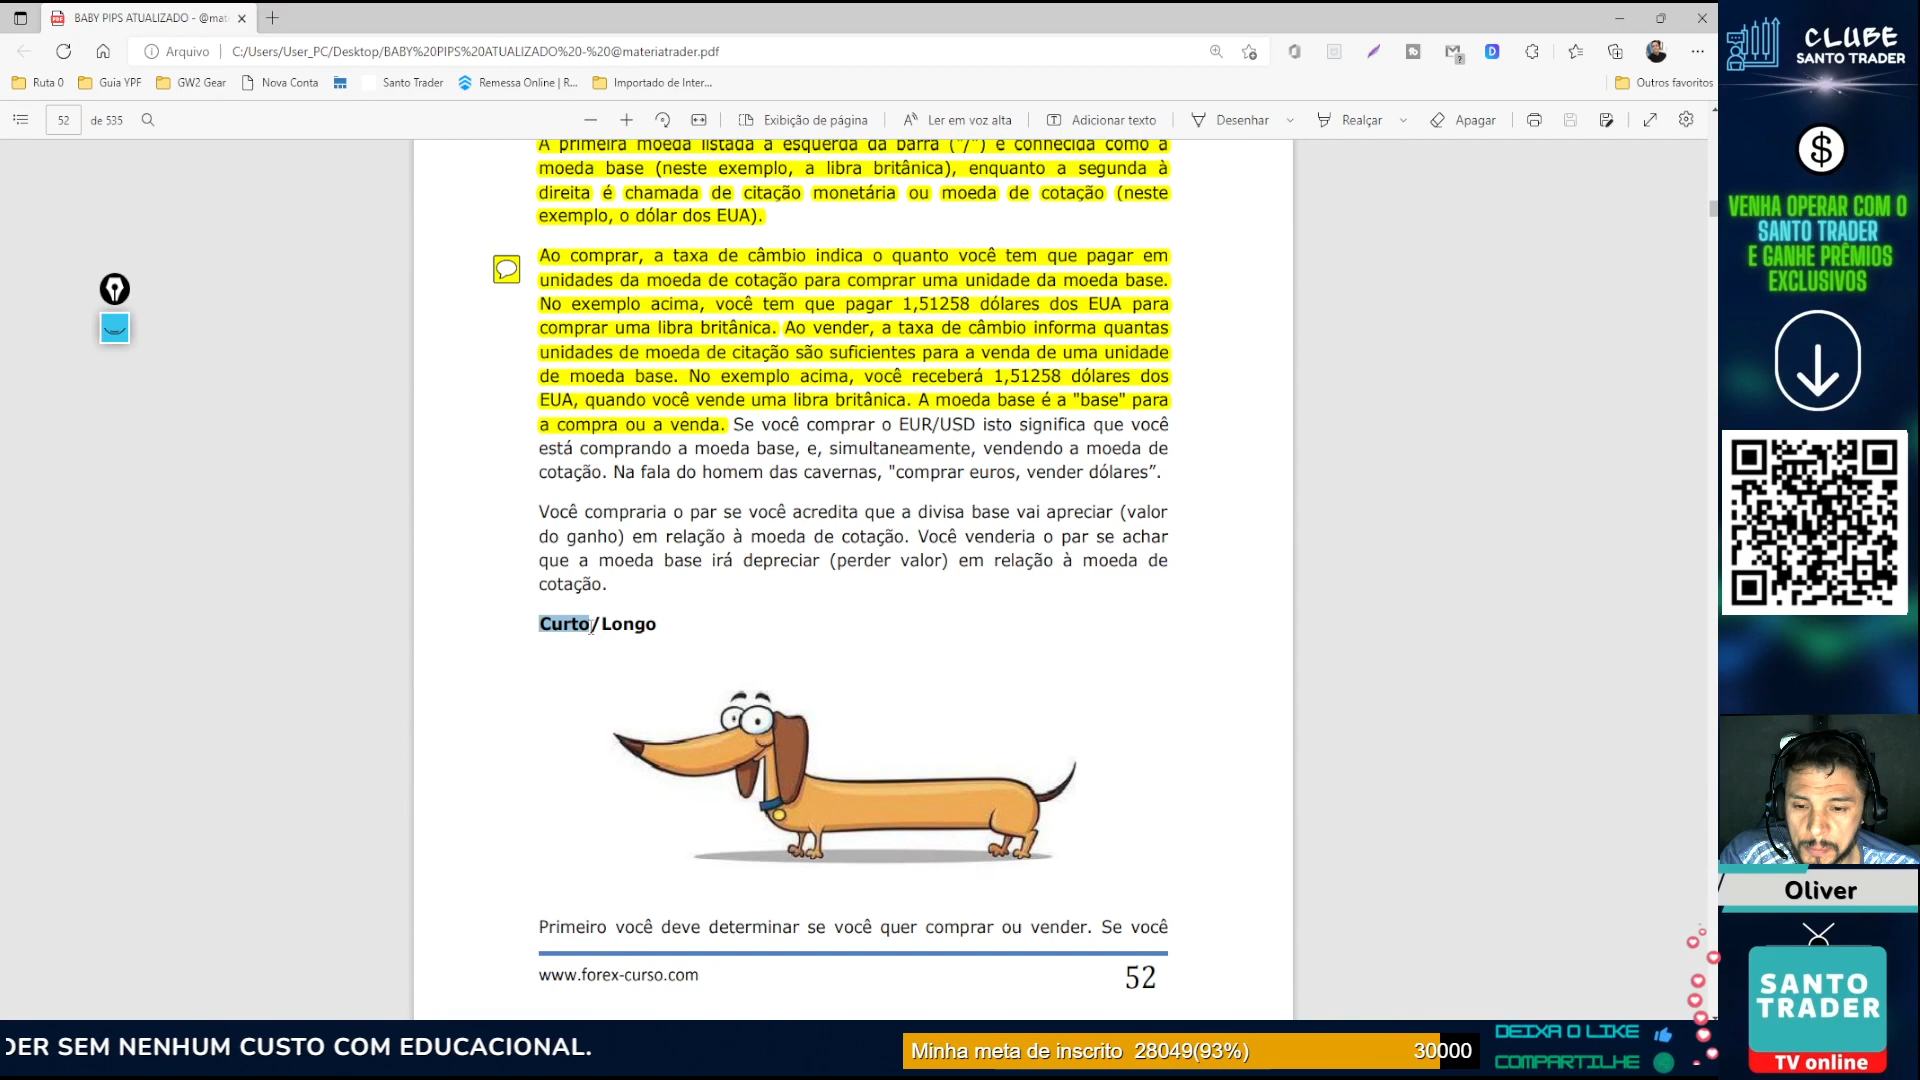 BABY PIPS ATUALIZADO - @mat
Arquivo
C:/Users/User_PC/Desktop/BABY%20PIPS%20ATUALIZADO%20-%20@materiatrader.pdf
Ruta 0
Guia YPF
GW2 Gear
Nova Conta
Santo Trader
Remessa Online | R...
Importado de Inter...
Outros favoritos
52
de 535
Exibição de página
Ler em voz alta
Adicionar texto
Desenhar
Realçar
Apagar
A primeira moeda listada à esquerda da barra ("/") é conhecida como a
moeda base (neste exemplo, a libra britânica), enquanto a segunda à
direita é chamada de citação monetária ou moeda de cotação (neste
exemplo, o dólar dos EUA).
Ao comprar, a taxa de câmbio indica o quanto você tem que pagar em
unidades da moeda de cotação para comprar uma unidade da moeda base.
No exemplo acima, você tem que pagar 1,51258 dólares dos EUA para
comprar uma libra britânica. Ao vender, a taxa de câmbio informa quantas
unidades de moeda de citação são suficientes para a venda de uma unidade
de moeda base. No exemplo acima, você receberá 1,51258 dólares dos
EUA, quando você vende uma libra britânica. A moeda base é a "base" para
a compra ou a venda. Se você comprar o EUR/USD isto significa que você
está comprando a moeda base, e, simultaneamente, vendendo a moeda de
cotação. Na fala do homem das cavernas, "comprar euros, vender dólares”.
Você compraria o par se você acredita que a divisa base vai apreciar (valor
do ganho) em relação à moeda de cotação. Você venderia o par se achar
que a moeda base irá depreciar (perder valor) em relação à moeda de
cotação.
Curto/Longo
Primeiro você deve determinar se você quer comprar ou vender. Se você
www.forex-curso.com
52
CLUBE
SANTO TRADER
$
VENHA OPERAR COM O
SANTO TRADER
E GANHE PRÊMIOS
EXCLUSIVOS
Oliver
SANTO
TRADER
TV online
DER SEM NENHUM CUSTO COM EDUCACIONAL.
Minha meta de inscrito 28049(93%)
30000
DEIXA O LIKE
COMPARTILHE